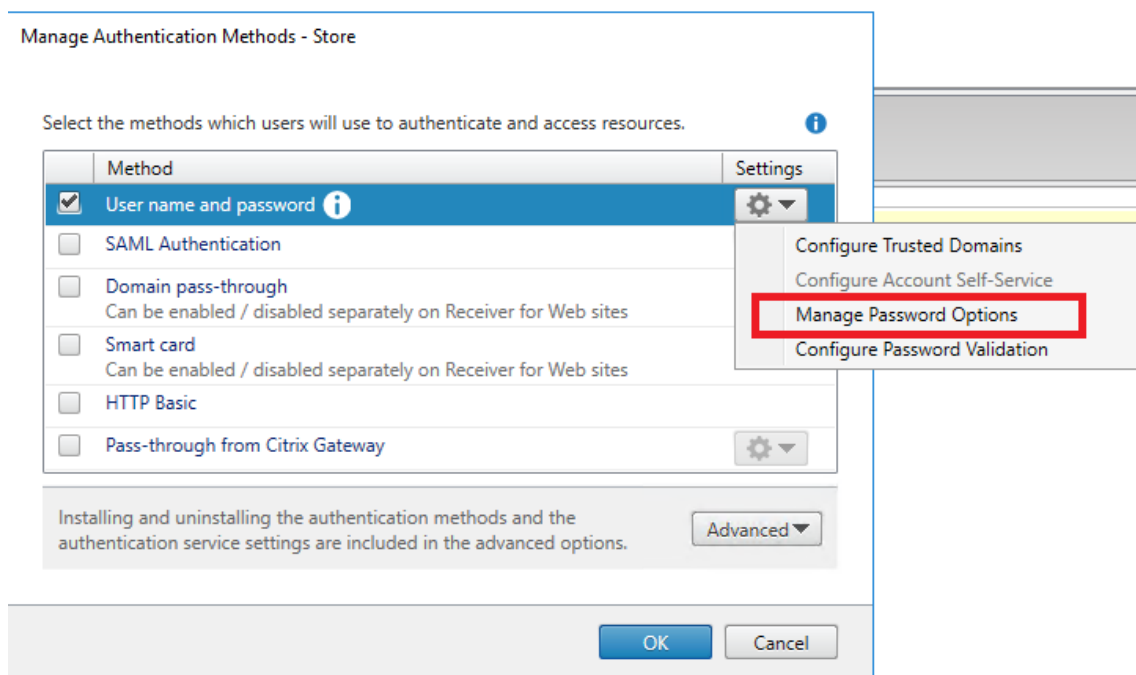 Manage Authentication Methods - Store
Select the methods which users will use to authenticate and access resources.
Method Settings
User name and password
SAML Authentication
Configure Trusted Domains
Configure Account Self-Service
Domain pass-through
Can be enabled / disabled separately on Receiver for Web sites
Manage Password Options
Smart card
Configure Password Validation
Can be enabled / disabled separately on Receiver for Web sites
HTTP Basic
Pass-through from Citrix Gateway
Installing and uninstalling the authentication methods and the
authentication service settings are included in the advanced options.
Advanced
OK Cancel